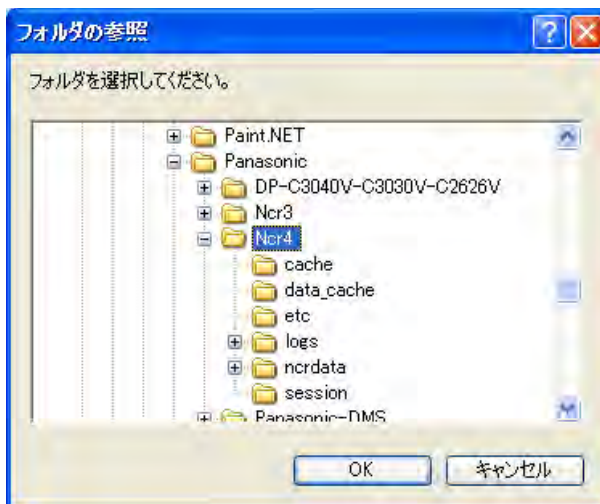 フォルダの参照
フォルダを選択してください。
Paint.NET
Panasonic
DP-C3040V-C3030V-C2626V
Ncr3
Ncr4
cache
data_cache
etc
logs
ncrdata
session
Panasonic-DMS
OK キャンセル